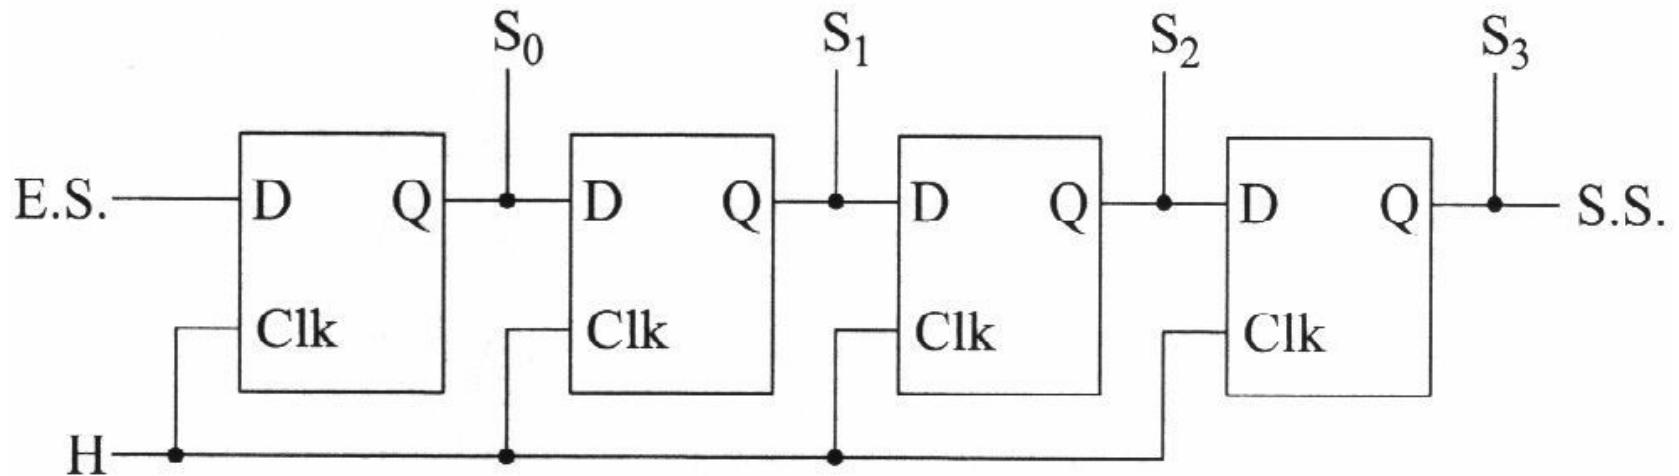 S0 S1 S2 S3
E.S. D Q D Q D Q D Q S.S.
Clk Clk Clk Clk
H